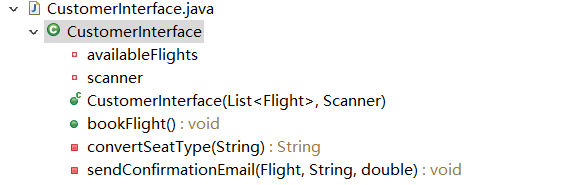 CustomerInterface.java
CustomerInterface
availableFlights
scanner
CustomerInterface(List<Flight>, Scanner)
bookFlight() : void
convertSeatType(String) : String
sendConfirmationEmail(Flight, String, double) : void